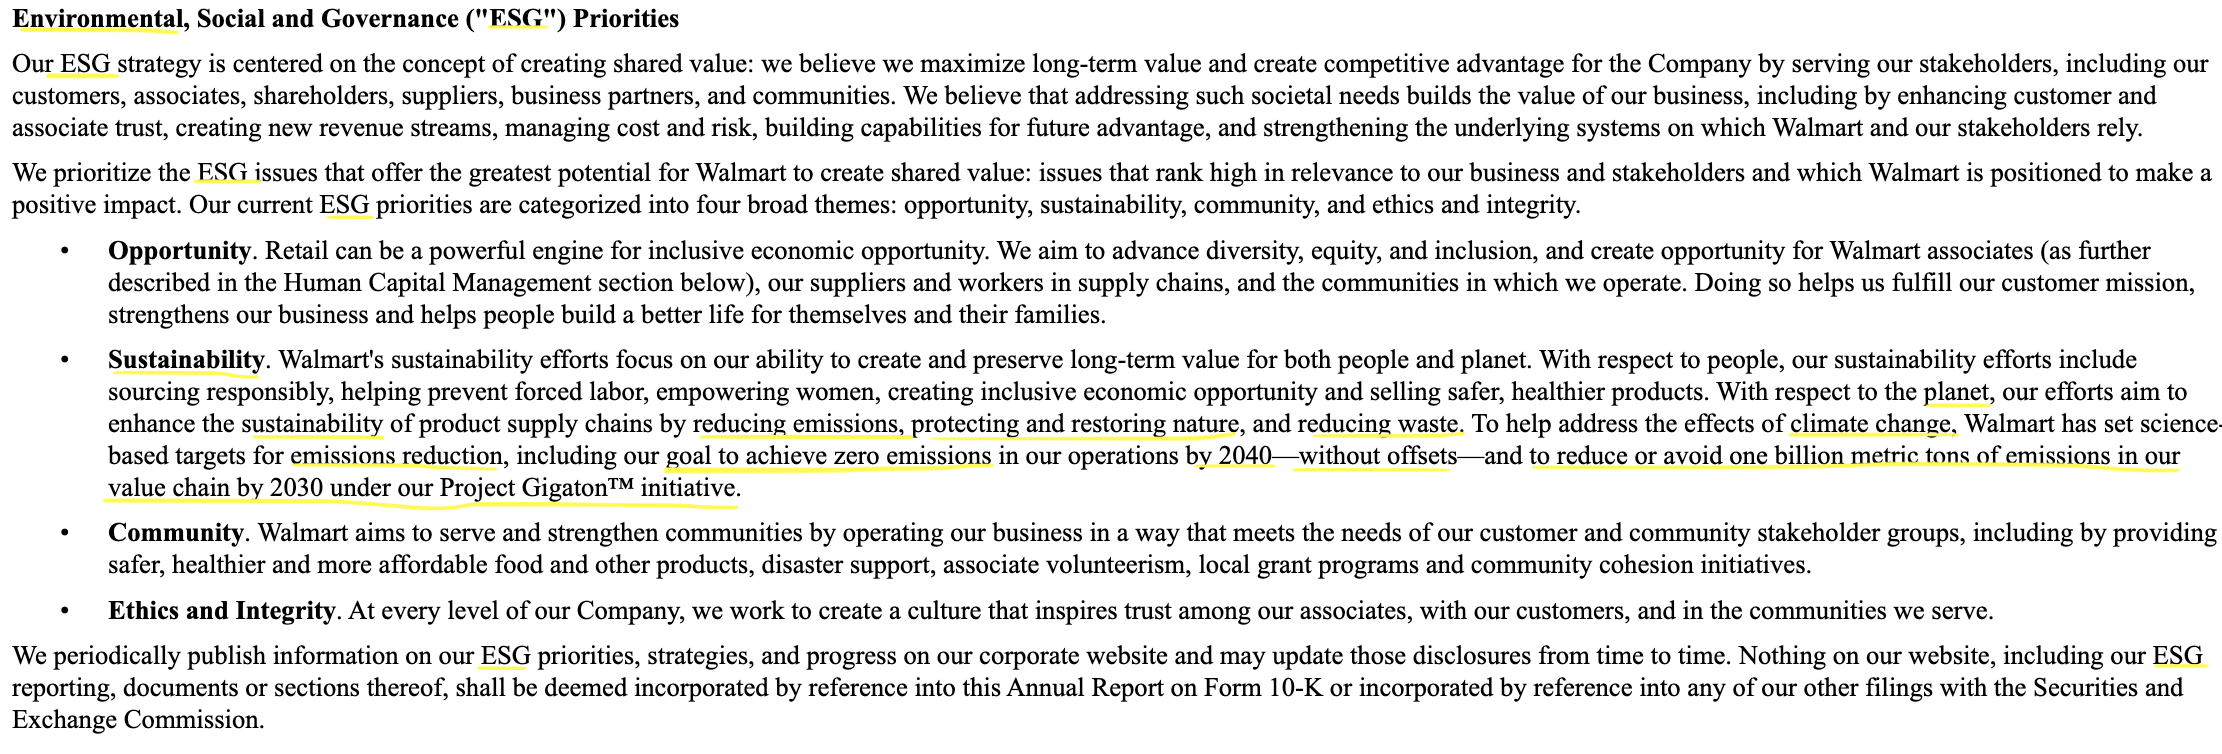 Environmental, Social and Governance ("ESG") Priorities
Our ESG strategy is centered on the concept of creating shared value: we believe we maximize long-term value and create competitive advantage for the Company by serving our stakeholders, including our
customers, associates, shareholders, suppliers, business partners, and communities. We believe that addressing such societal needs builds the value of our business, including by enhancing customer and
associate trust, creating new revenue streams, managing cost and risk, building capabilities for future advantage, and strengthening the underlying systems on which Walmart and our stakeholders rely.
We prioritize the ESG issues that offer the greatest potential for Walmart to create shared value: issues that rank high in relevance to our business and stakeholders and which Walmart is positioned to make a
positive impact. Our current ESG priorities are categorized into four broad themes: opportunity, sustainability, community, and ethics and integrity.
• Opportunity. Retail can be a powerful engine for inclusive economic opportunity. We aim to advance diversity, equity, and inclusion, and create opportunity for Walmart associates (as further
described in the Human Capital Management section below), our suppliers and workers in supply chains, and the communities in which we operate. Doing so helps us fulfill our customer mission,
strengthens our business and helps people build a better life for themselves and their families.
• Sustainability. Walmart's sustainability efforts focus on our ability to create and preserve long-term value for both people and planet. With respect to people, our sustainability efforts include
sourcing responsibly, helping prevent forced labor, empowering women, creating inclusive economic opportunity and selling safer, healthier products. With respect to the planet, our efforts aim to
enhance the sustainability of product supply chains by reducing emissions, protecting and restoring nature, and reducing waste. To help address the effects of climate change, Walmart has set science-
based targets for emissions reduction, including our goal to achieve zero emissions in our operations by 2040—without offsets—and to reduce or avoid one billion metric tons of emissions in our
value chain by 2030 under our Project Gigaton™ initiative.
• Community. Walmart aims to serve and strengthen communities by operating our business in a way that meets the needs of our customer and community stakeholder groups, including by providing
safer, healthier and more affordable food and other products, disaster support, associate volunteerism, local grant programs and community cohesion initiatives.
• Ethics and Integrity. At every level of our Company, we work to create a culture that inspires trust among our associates, with our customers, and in the communities we serve.
We periodically publish information on our ESG priorities, strategies, and progress on our corporate website and may update those disclosures from time to time. Nothing on our website, including our ESG
reporting, documents or sections thereof, shall be deemed incorporated by reference into this Annual Report on Form 10-K or incorporated by reference into any of our other filings with the Securities and
Exchange Commission.